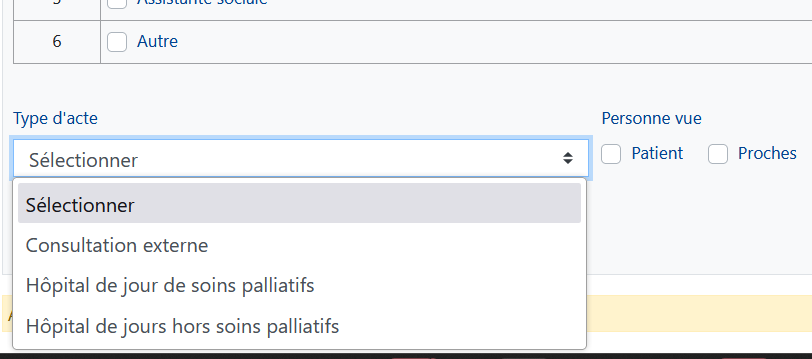 Assistante sociale
6 Autre
Type d'acte Personne vue
Sélectionner Patient Proches
Sélectionner
Consultation externe
Hôpital de jour de soins palliatifs
Hôpital de jours hors soins palliatifs